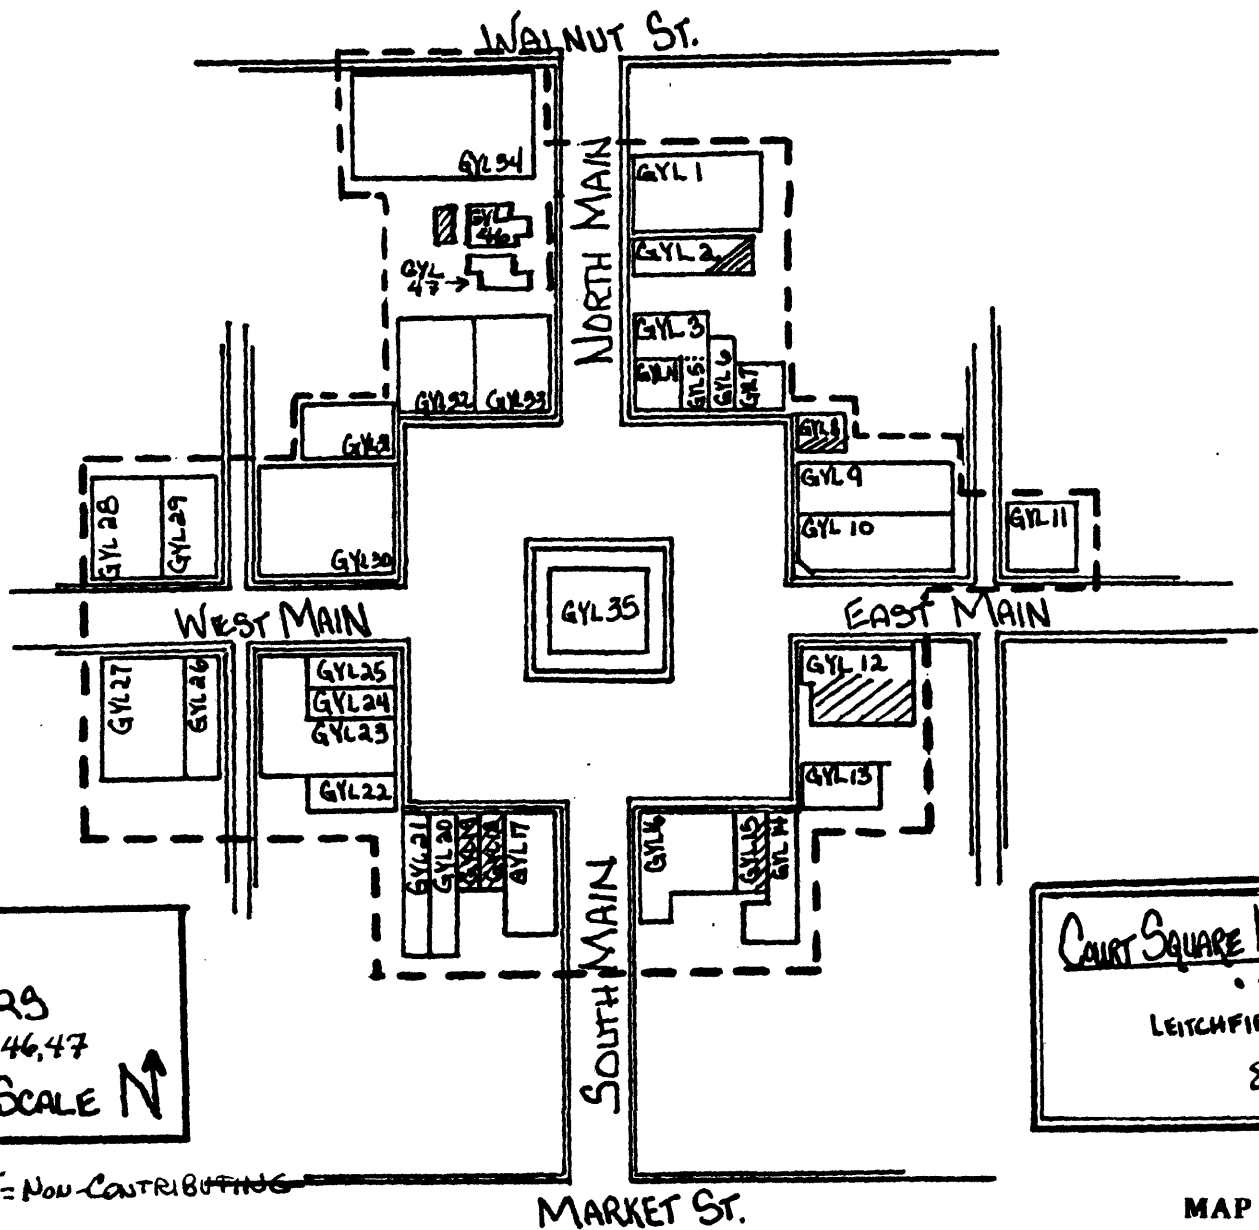 WALNUT ST.
GYL 34
NORTH MAIN
GYL 1
GYL 46
GYL 2
GYL 47
GYL 3
GYL 4
GYL 5
GYL 6
GYL 7
GYL 32
GYL 33
GYL 8
GYL 31
GYL 9
GYL 28
GYL 29
GYL 10
GYL 11
GYL 30
GYL 35
WEST MAIN
EAST MAIN
GYL 27
GYL 26
GYL 25
GYL 12
GYL 24
GYL 23
GYL 22
GYL 13
GYL 21
GYL 20
GYL 17
GYL 16
GYL 15
GYL 14
SOUTH MAIN
46,47
SCALE N
= NON-CONTRIBUTING
COURT SQUARE
MARKET ST.
MAP